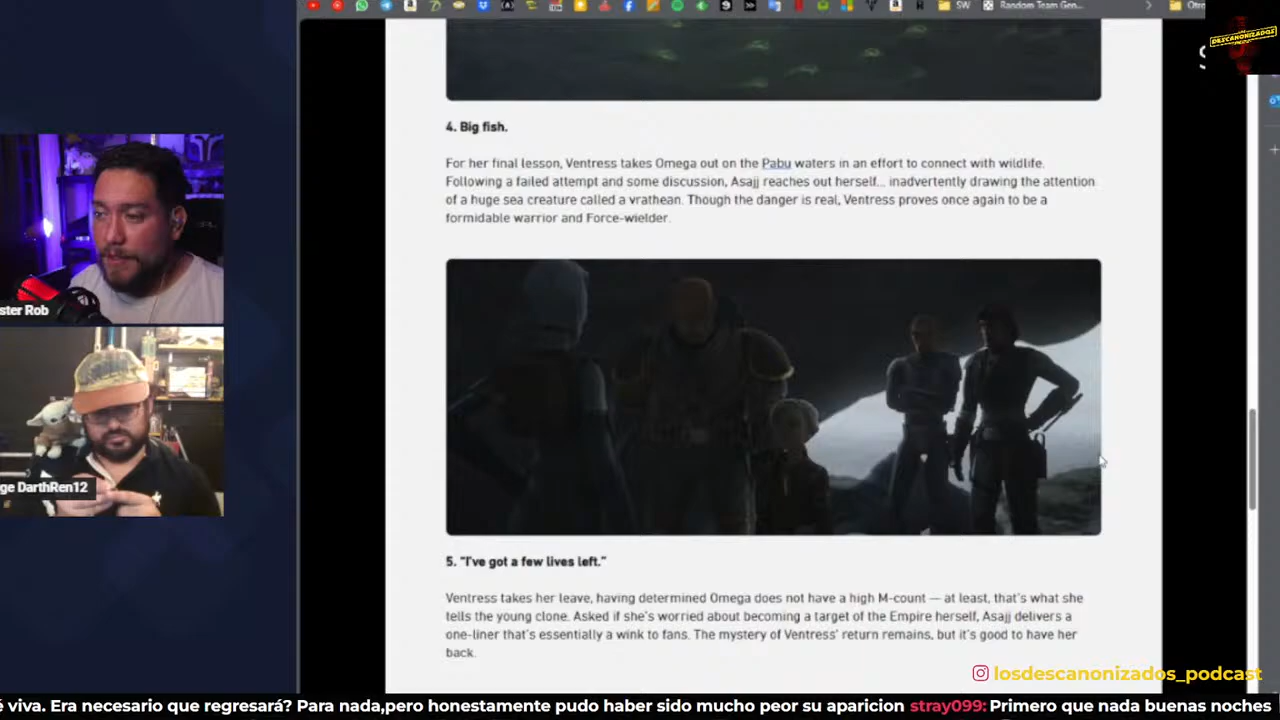 SW
Random Team Gen...
Otro
DESCANONIZADOS
4. Big fish.
For her final lesson, Ventress takes Omega out on the Pabu waters in an effort to connect with wildlife.
Following a failed attempt and some discussion, Asajj reaches out herself... inadvertently drawing the attention
of a huge sea creature called a vrathean. Though the danger is real, Ventress proves once again to be a
formidable warrior and Force-wielder.
ster Rob
ge DarthRen12
5. "I've got a few lives left."
Ventress takes her leave, having determined Omega does not have a high M-count — at least, that's what she
tells the young clone. Asked if she's worried about becoming a target of the Empire herself, Asajj delivers a
one-liner that's essentially a wink to fans. The mystery of Ventress' return remains, but it's good to have her
back.
losdescanonizados_podcast
é viva. Era necesario que regresará? Para nada,pero honestamente pudo haber sido mucho peor su aparicion stray099: Primero que nada buenas noches